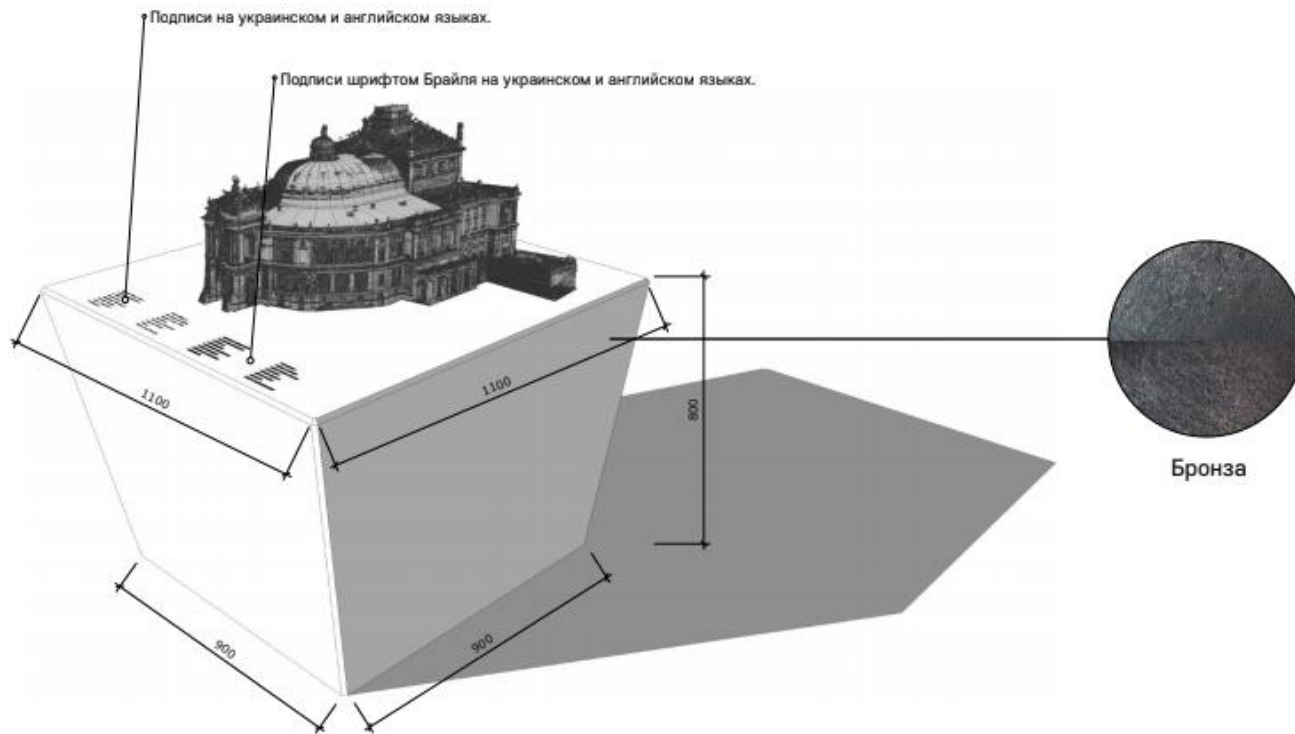 Подписи на украинском и английском языках.
Подписи шрифтом Брайля на украинском и английском языках.
1100
1100
800
Бронза
900
900